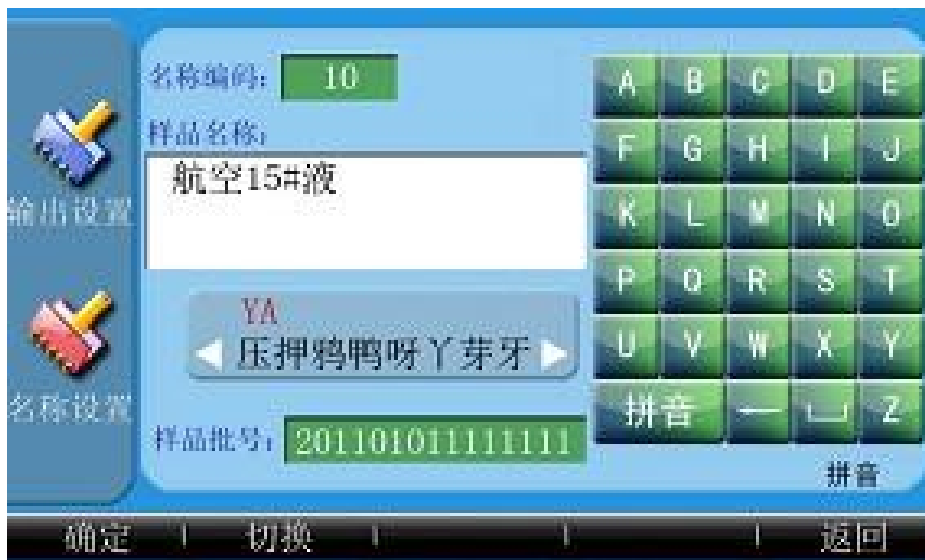 名称编码: 10
样品名称:
航空15#液
输出设置
名称设置
YA
压押鸦鸭呀丫芽牙
样品批号: 201101011111111
A B C D E
F G H I J
K L M N O
P Q R S T
U V W X Y
拼音 ← ␣ Z
拼音
确定 切换 返回